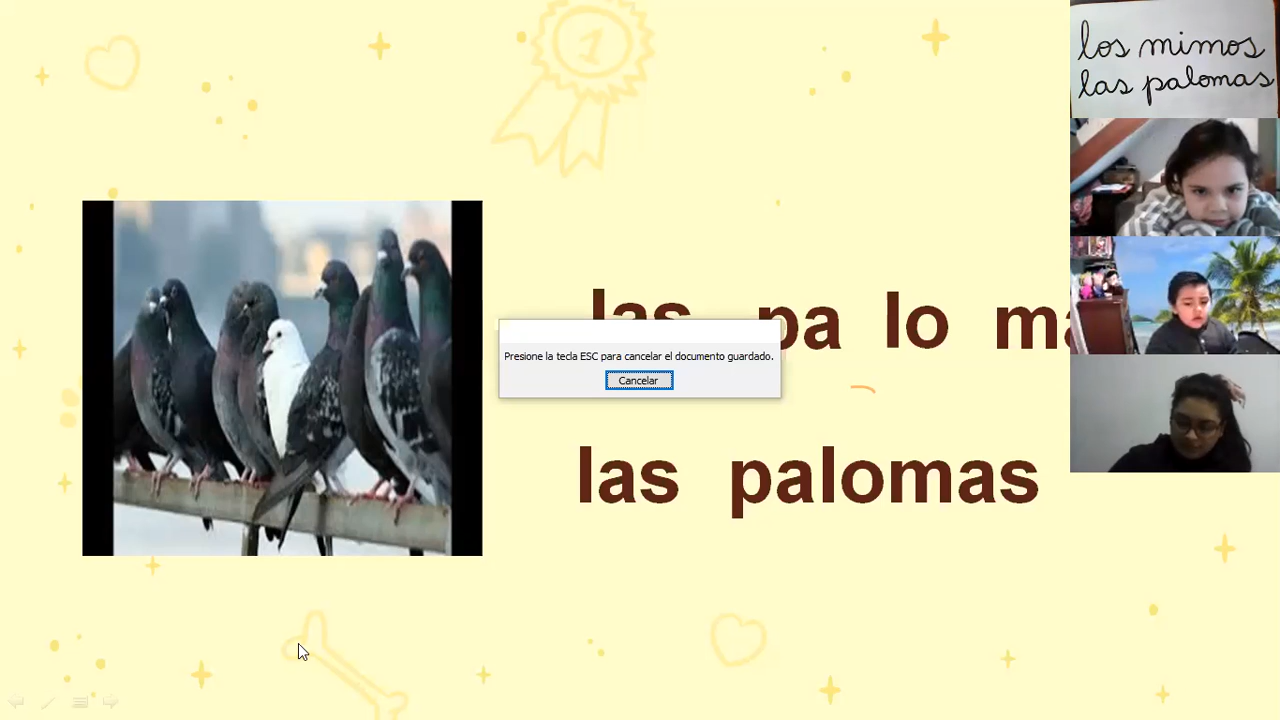 los mimos
las palomas
las pa lo ma
Presione la tecla ESC para cancelar el documento guardado.
Cancelar
las palomas
1